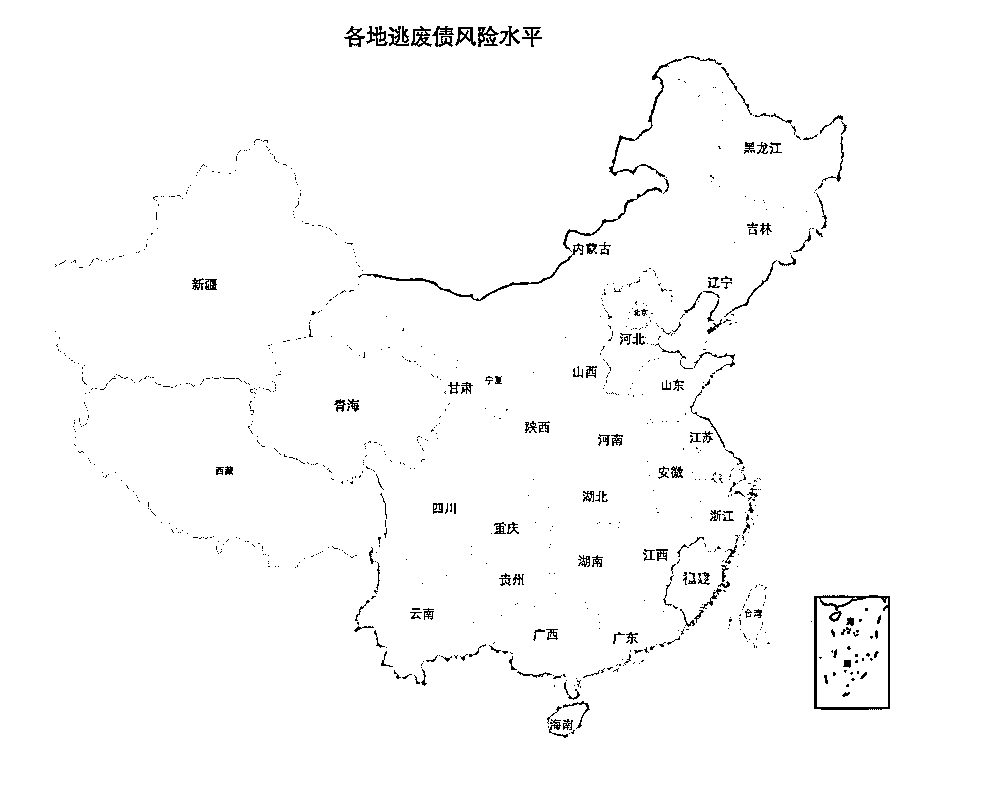 各地逃废债风险水平
黑龙江
吉林
内蒙古
辽宁
新疆
北京
河北
山西
山东
甘肃
宁夏
青海
陕西
河南
江苏
西藏
安徽
湖北
四川
浙江
重庆
江西
湖南
贵州
福建
云南
台湾
广西
广东
海南